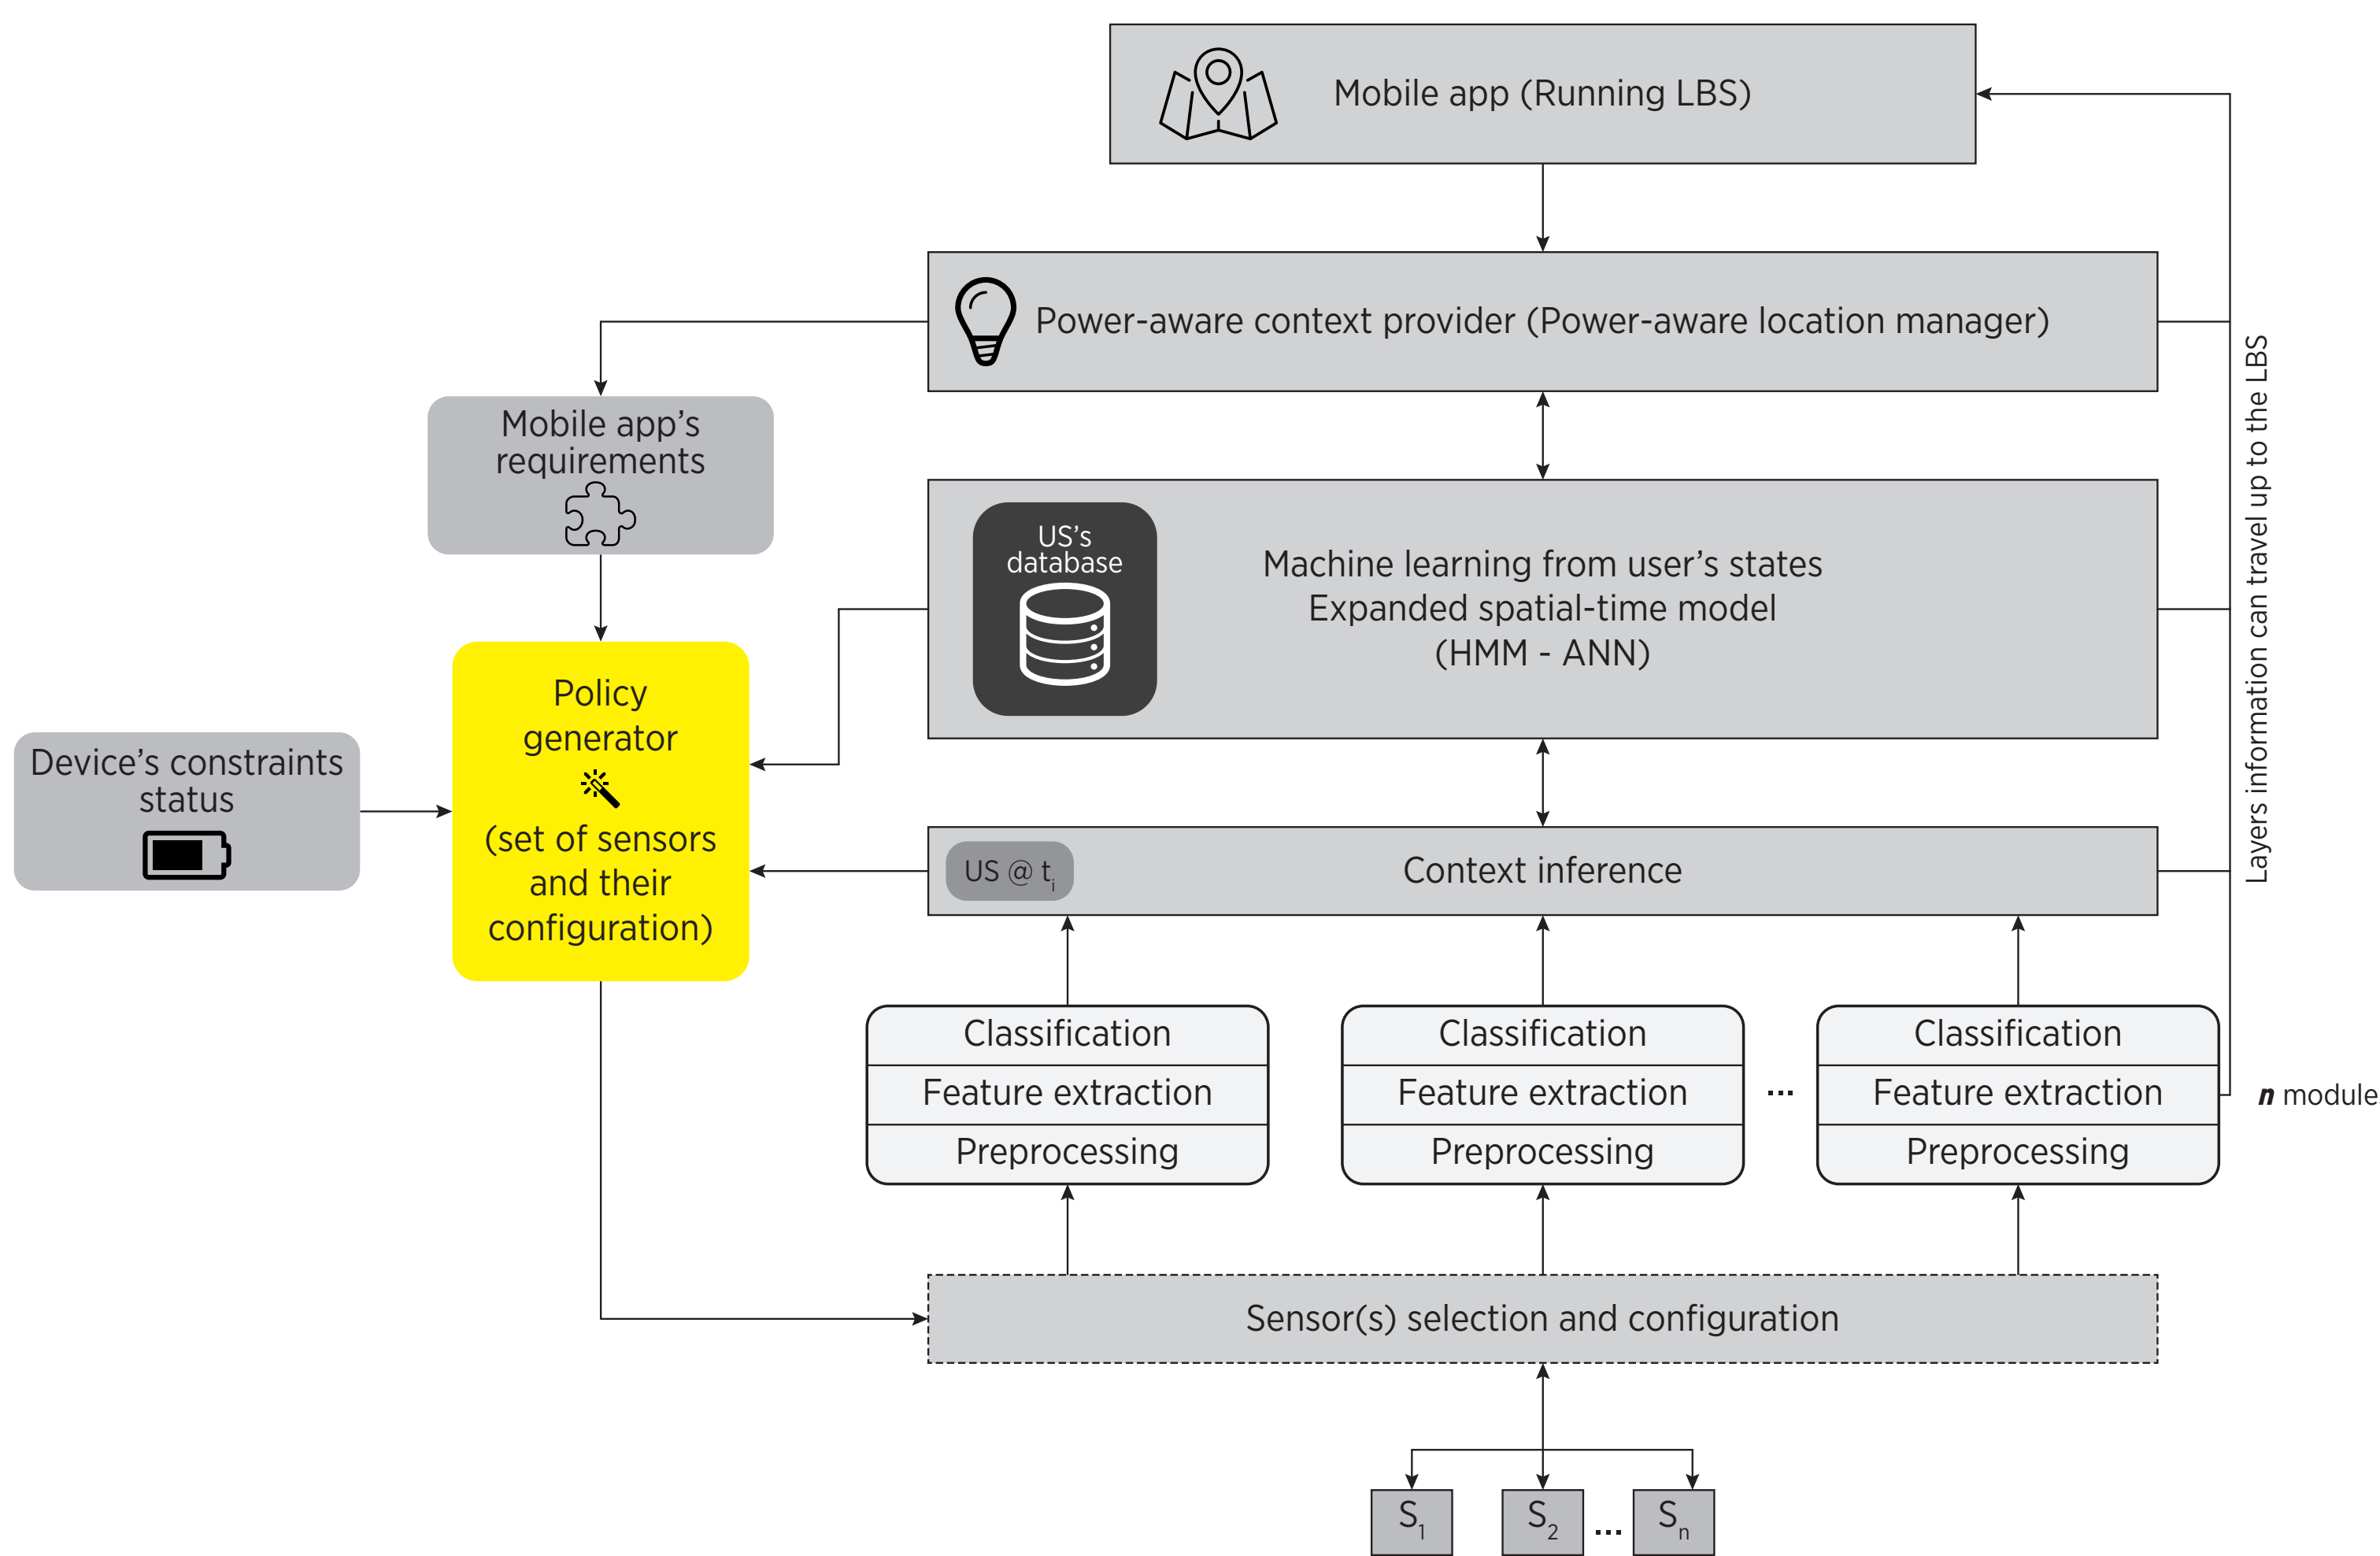 Mobile app (Running LBS)
Power-aware context provider (Power-aware location manager)
Mobile app’s
requirements
US’s
database
Machine learning from user’s states
Expanded spatial-time model
(HMM - ANN)
Layers information can travel up to the LBS
Policy
generator
(set of sensors
and their
configuration)
Device’s constraints
status
US @ ti
Context inference
Classification
Feature extraction
Preprocessing
Classification
Feature extraction
Preprocessing
...
Classification
Feature extraction
Preprocessing
n module
Sensor(s) selection and configuration
S1
S2
...
Sn